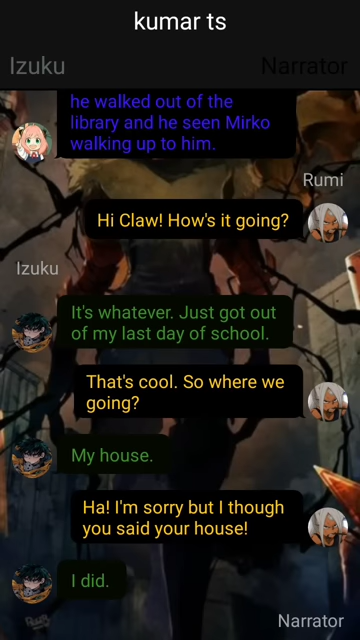 kumar ts
Izuku
Narrator
he walked out of the
library and he seen Mirko
walking up to him.
Rumi
Hi Claw! How's it going?
Izuku
It's whatever. Just got out
of my last day of school.
That's cool. So where we
going?
My house.
Ha! I'm sorry but I though
you said your house!
I did.
Narrator